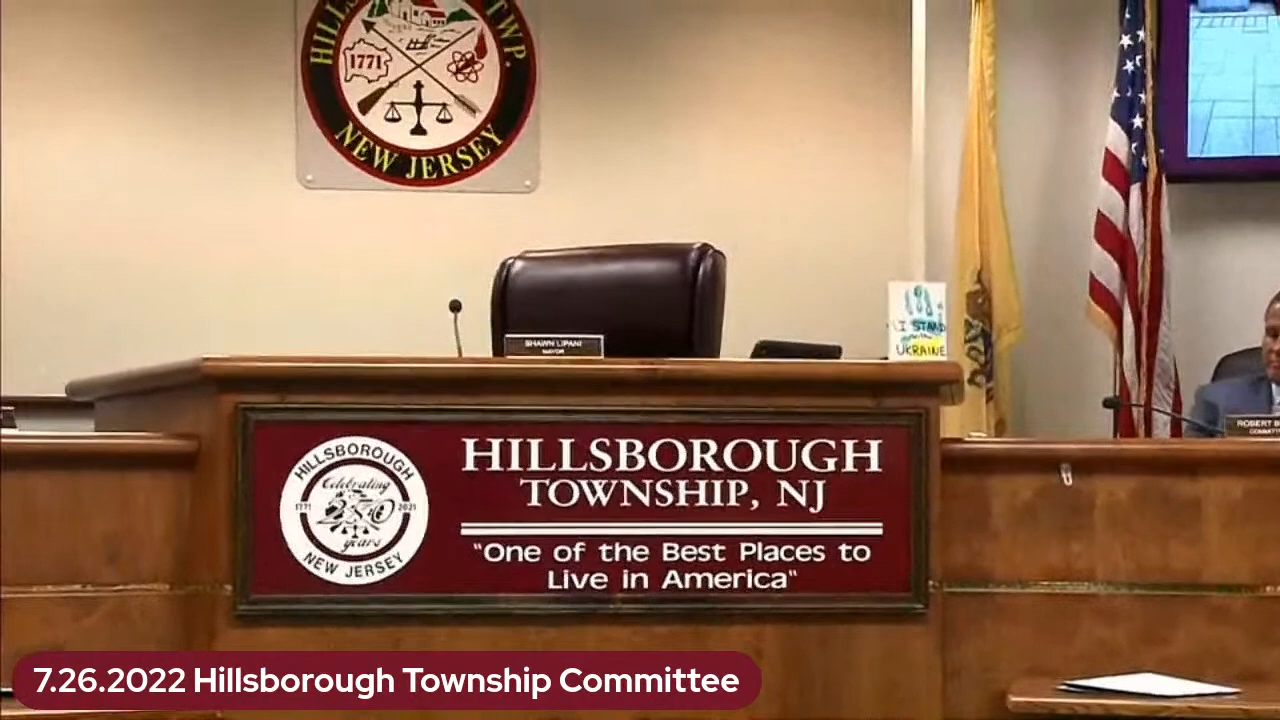 TWP.
1771
NEW JERSEY
SHAWN LIPANI
MAYOR
I STAND
with
UKRAINE
ROBERT
HILLSBOROUGH
Celebrating
1771
250
2021
years
NEW JERSEY
HILLSBOROUGH
TOWNSHIP, NJ
"One of the Best Places to
Live in America"
7.26.2022 Hillsborough Township Committee